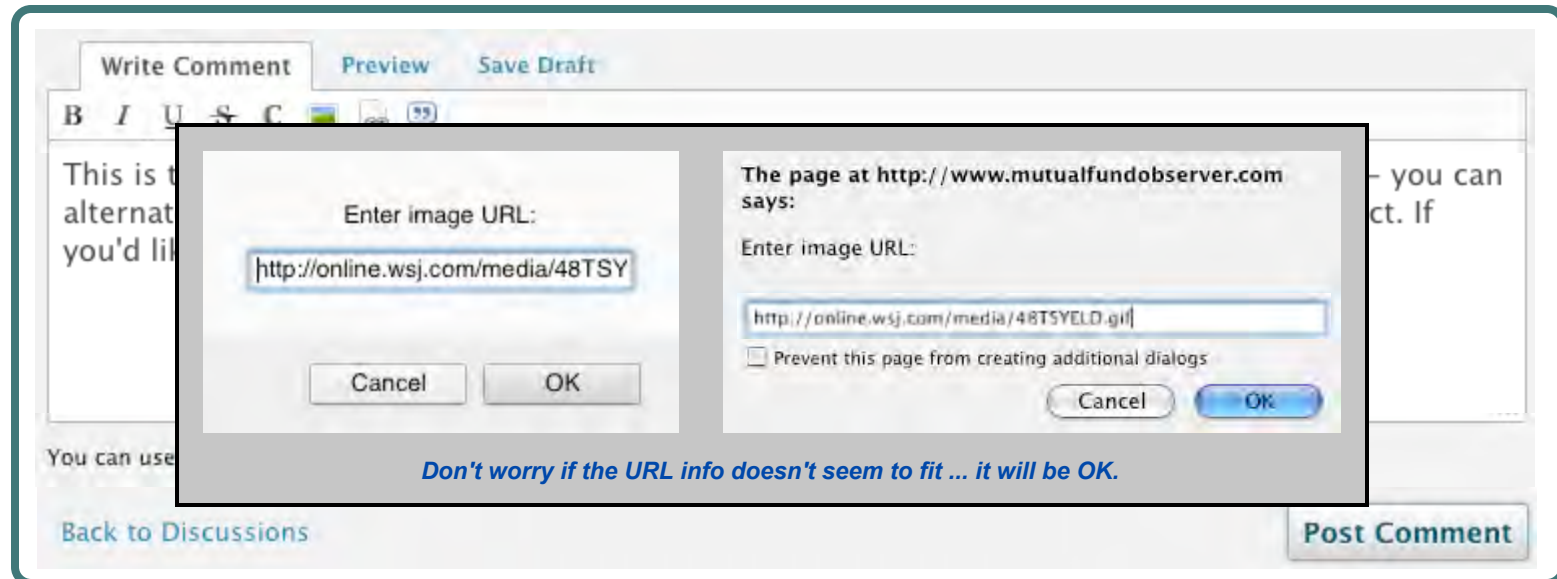 Write Comment Preview Save Draft
B I U S C
This is t
alternat
you'd lik
- you can
ct. If
Enter image URL:
http://online.wsj.com/media/48TSY
Cancel OK
The page at http://www.mutualfundobserver.com
says:
Enter image URL:
http://online.wsj.com/media/48TSYELD.gif
Prevent this page from creating additional dialogs
Cancel OK
Don't worry if the URL info doesn't seem to fit ... it will be OK.
You can use
Back to Discussions
Post Comment